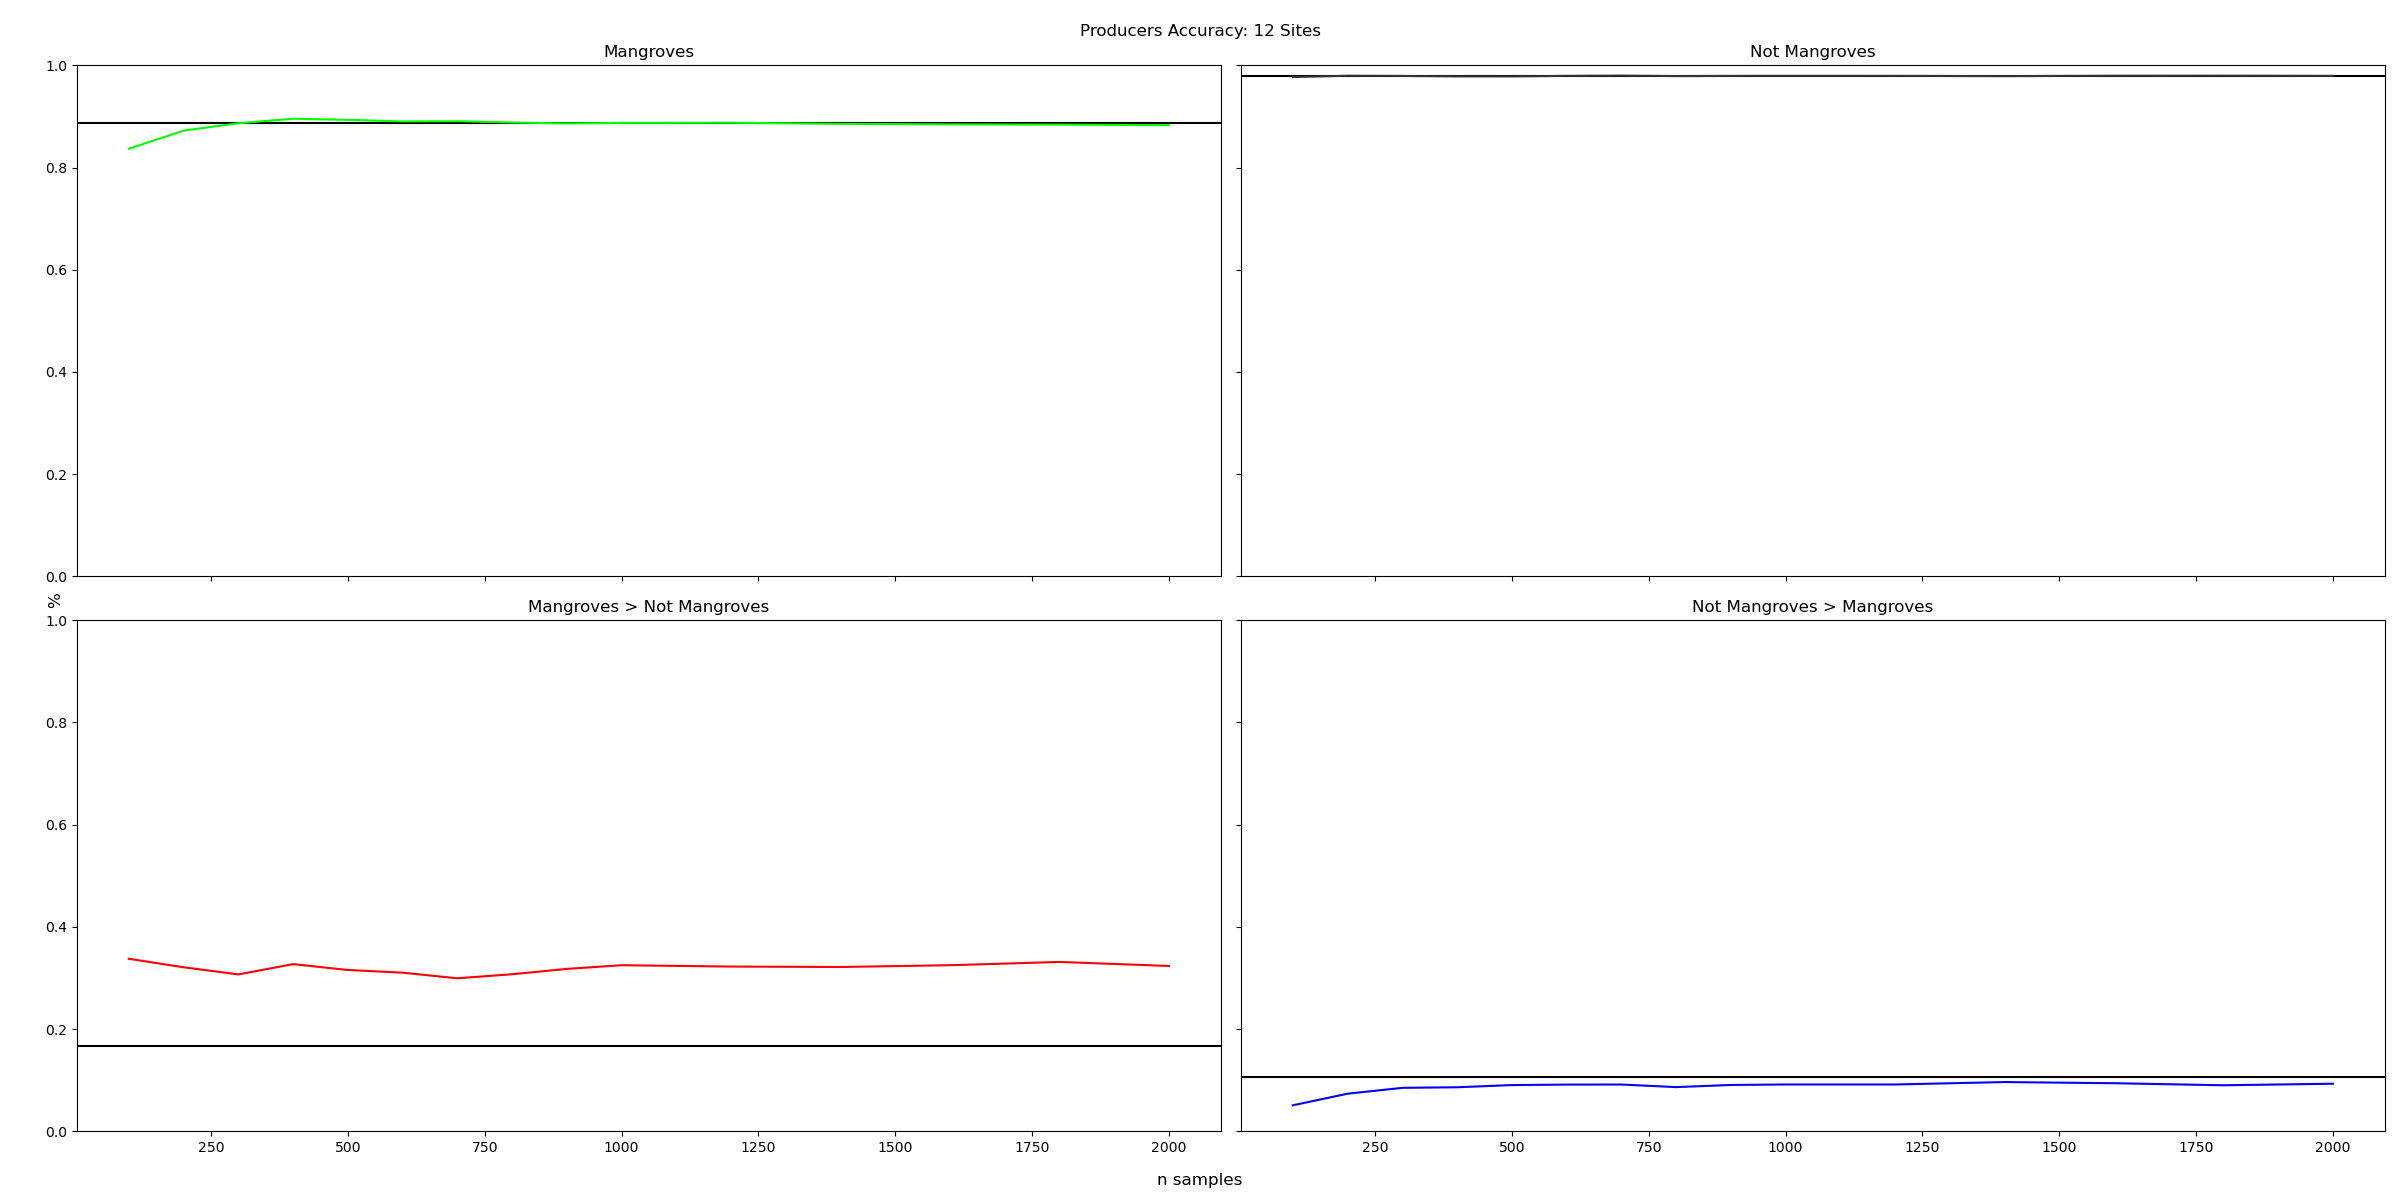 Producers Accuracy: 12 Sites
Mangroves
Not Mangroves
1.0
0.8
0.6
0.4
0.2
0.0
%
Mangroves > Not Mangroves
Not Mangroves > Mangroves
1.0
0.8
0.6
0.4
0.2
0.0
250 500 750 1000 1250 1500 1750 2000
250 500 750 1000 1250 1500 1750 2000
n samples